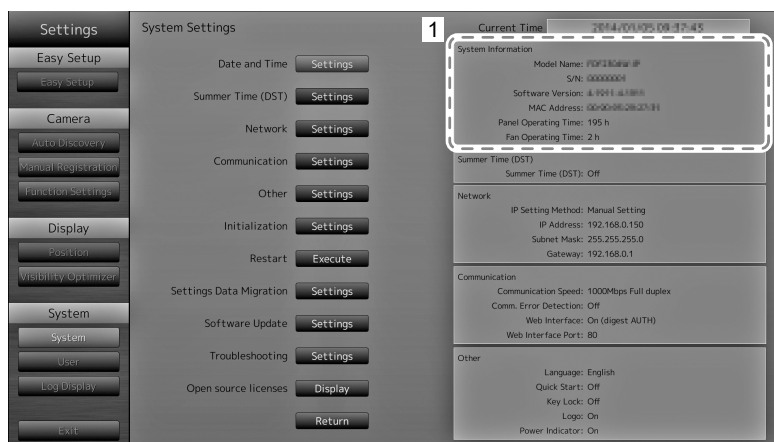 Settings
Easy Setup
Easy Setup
Camera
Auto Discovery
Manual Registration
Function Settings
Display
Position
Visibility Optimizer
System
System
User
Log Display
Exit
System Settings
Date and Time Settings
Summer Time (DST) Settings
Network Settings
Communication Settings
Other Settings
Initialization Settings
Restart Execute
Settings Data Migration Settings
Software Update Settings
Troubleshooting Settings
Open source licenses Display
Return
1
Current Time
System Information
Model Name:
S/N:
Software Version:
MAC Address:
Panel Operating Time: 195 h
Fan Operating Time: 2 h
Summer Time (DST)
Summer Time (DST): Off
Network
IP Setting Method: Manual Setting
IP Address: 192.168.0.150
Subnet Mask: 255.255.255.0
Gateway: 192.168.0.1
Communication
Communication Speed: 1000Mbps Full duplex
Comm. Error Detection: Off
Web Interface: On (digest AUTH)
Web Interface Port: 80
Other
Language: English
Quick Start: Off
Key Lock: Off
Logo: On
Power Indicator: On